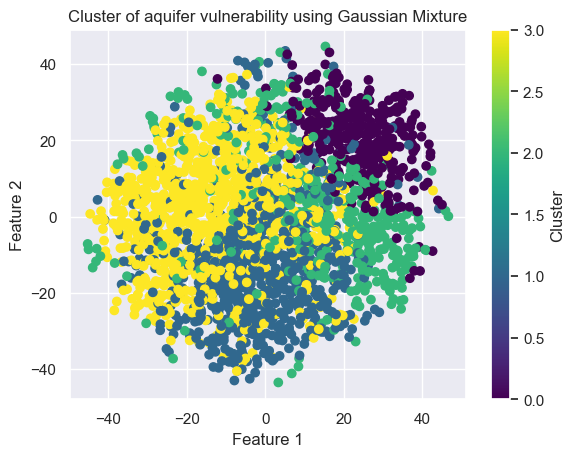 Cluster of aquifer vulnerability using Gaussian Mixture
40
20
0
−20
−40
Feature 2
−40 −20 0 20 40
Feature 1
3.0
2.5
2.0
1.5
1.0
0.5
0.0
Cluster